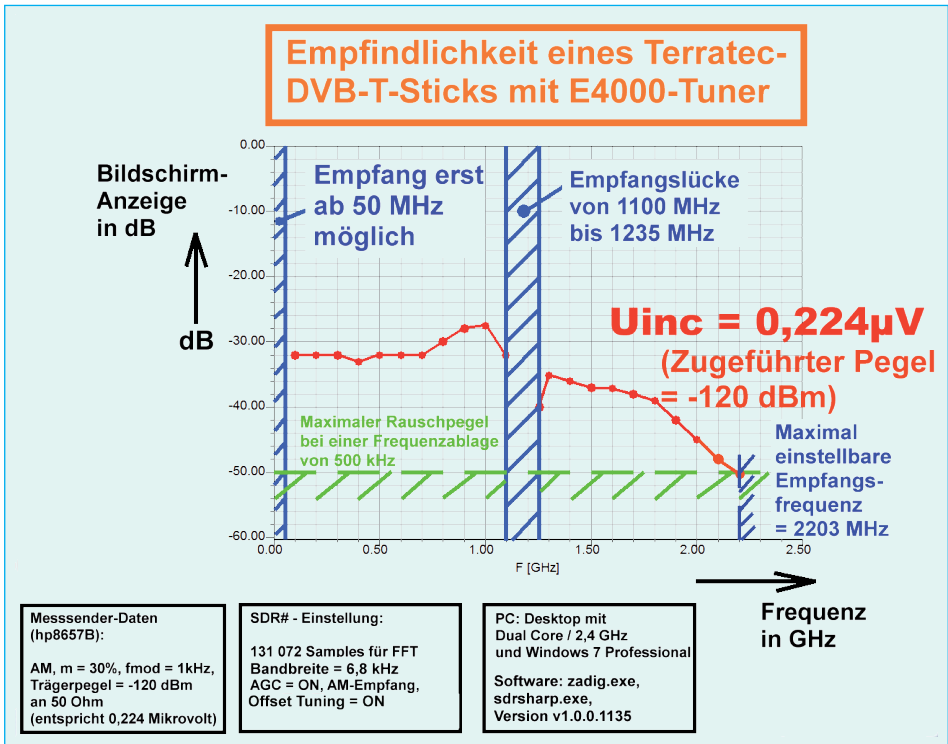 Empfindlichkeit eines Terratec-
DVB-T-Sticks mit E4000-Tuner
Bildschirm-
Anzeige
in dB
dB
0.00
-10.00
-20.00
-30.00
-40.00
-50.00
-60.00
Empfang erst
ab 50 MHz
möglich
Empfangslücke
von 1100 MHz
bis 1235 MHz
Uinc = 0,224µV
(Zugeführter Pegel
= -120 dBm)
Maximaler Rauschpegel
bei einer Frequenzablage
von 500 kHz
Maximal
einstellbare
Empfangs-
frequenz
= 2203 MHz
0.00
0.50
1.00
1.50
2.00
2.50
F [GHz]
Frequenz
in GHz
Messsender-Daten
(hp8657B):
AM, m = 30%, fmod = 1kHz,
Trägerpegel = -120 dBm
an 50 Ohm
(entspricht 0,224 Mikrovolt)
SDR# - Einstellung:
131 072 Samples für FFT
Bandbreite = 6,8 kHz
AGC = ON, AM-Empfang,
Offset Tuning = ON
PC: Desktop mit
Dual Core / 2,4 GHz
und Windows 7 Professional
Software: zadig.exe,
sdrsharp.exe,
Version v1.0.0.1135